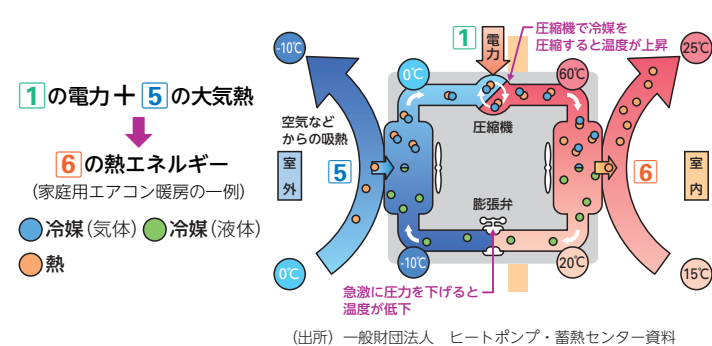 1の電力＋5の大気熱
6の熱エネルギー
(家庭用エアコン暖房の一例)
冷媒(気体) 冷媒(液体)
熱
-10℃
0℃
空気など
からの吸熱
5
室外
0℃
-10℃
1
電力
圧縮機で冷媒を
圧縮すると温度が上昇
圧縮機
60℃
膨張弁
20℃
急激に圧力を下げると
温度が低下
25℃
6
室内
15℃
(出所) 一般財団法人 ヒートポンプ・蓄熱センター資料